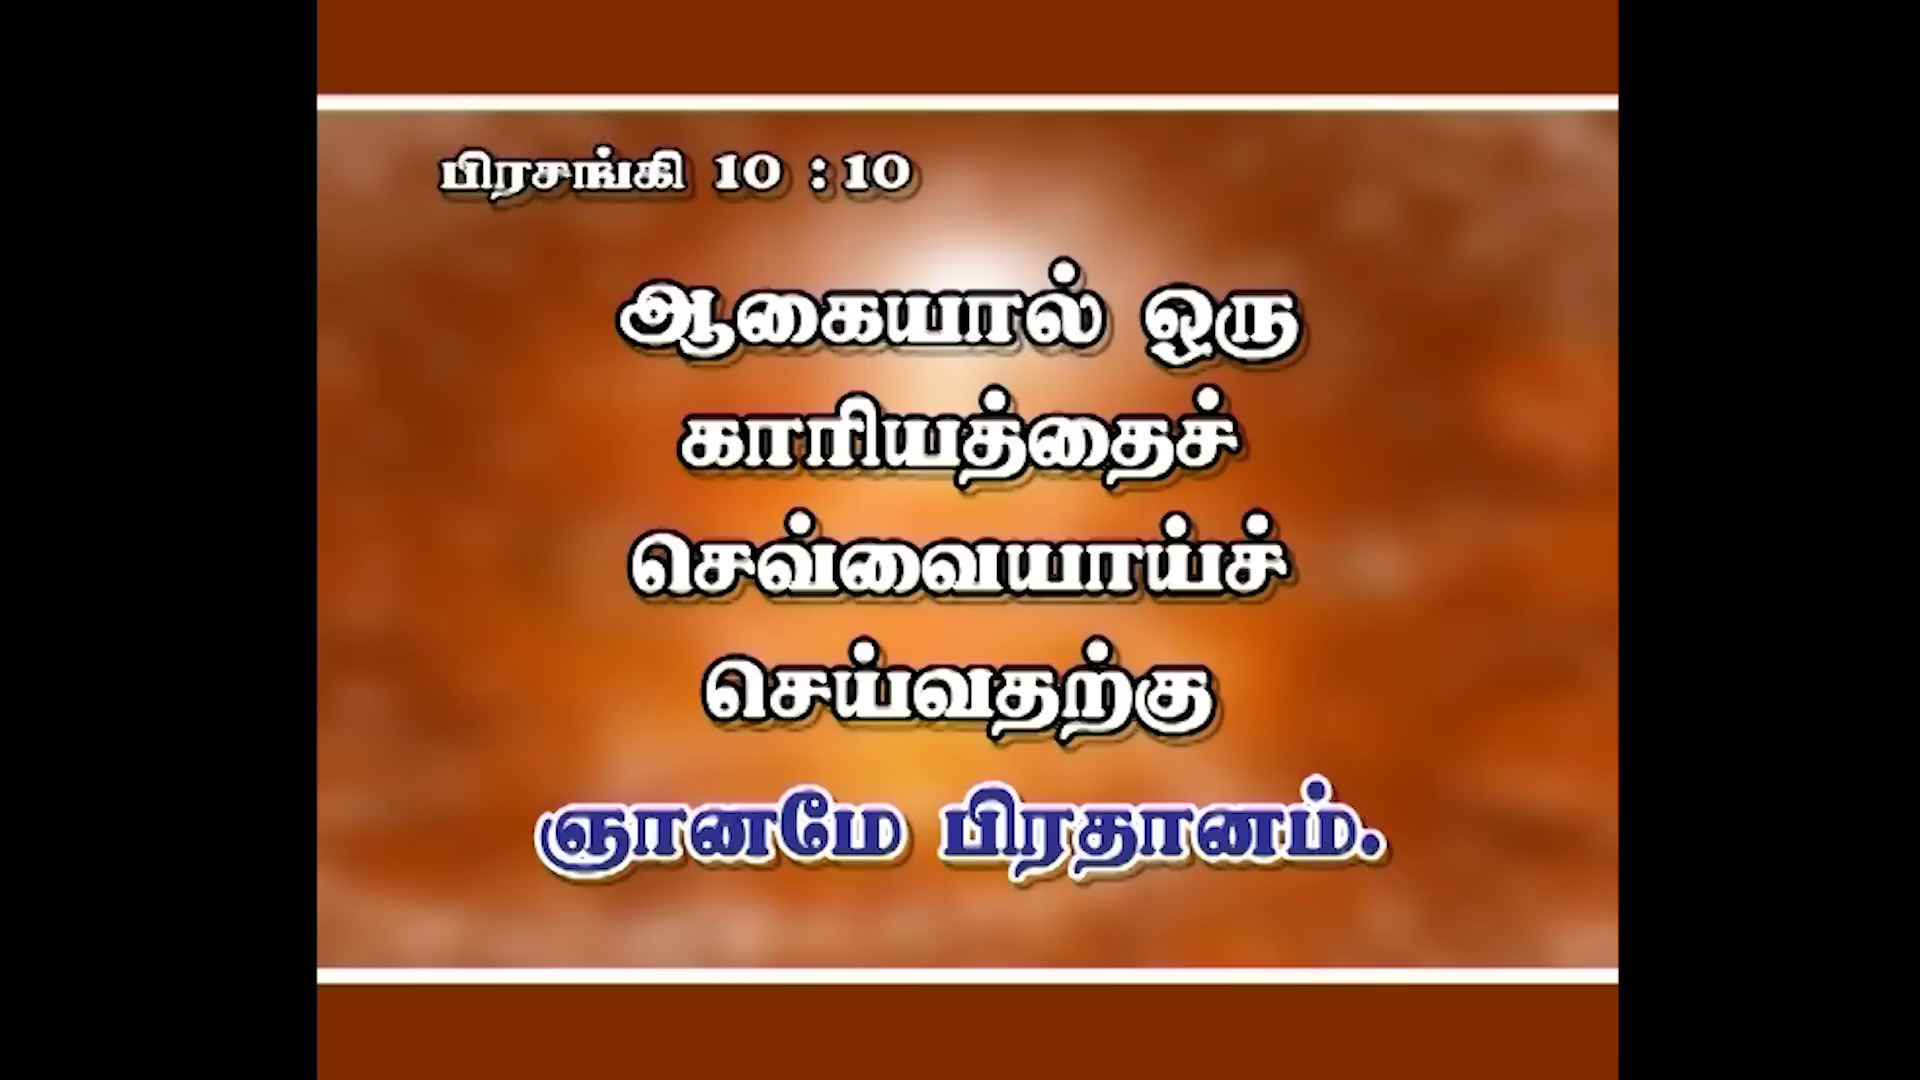 பிரசங்கி 10 : 10
ஆகையால் ஒரு
காரியத்தைச்
செவ்வையாய்ச்
செய்வதற்கு
ஞானமே பிரதானம்.